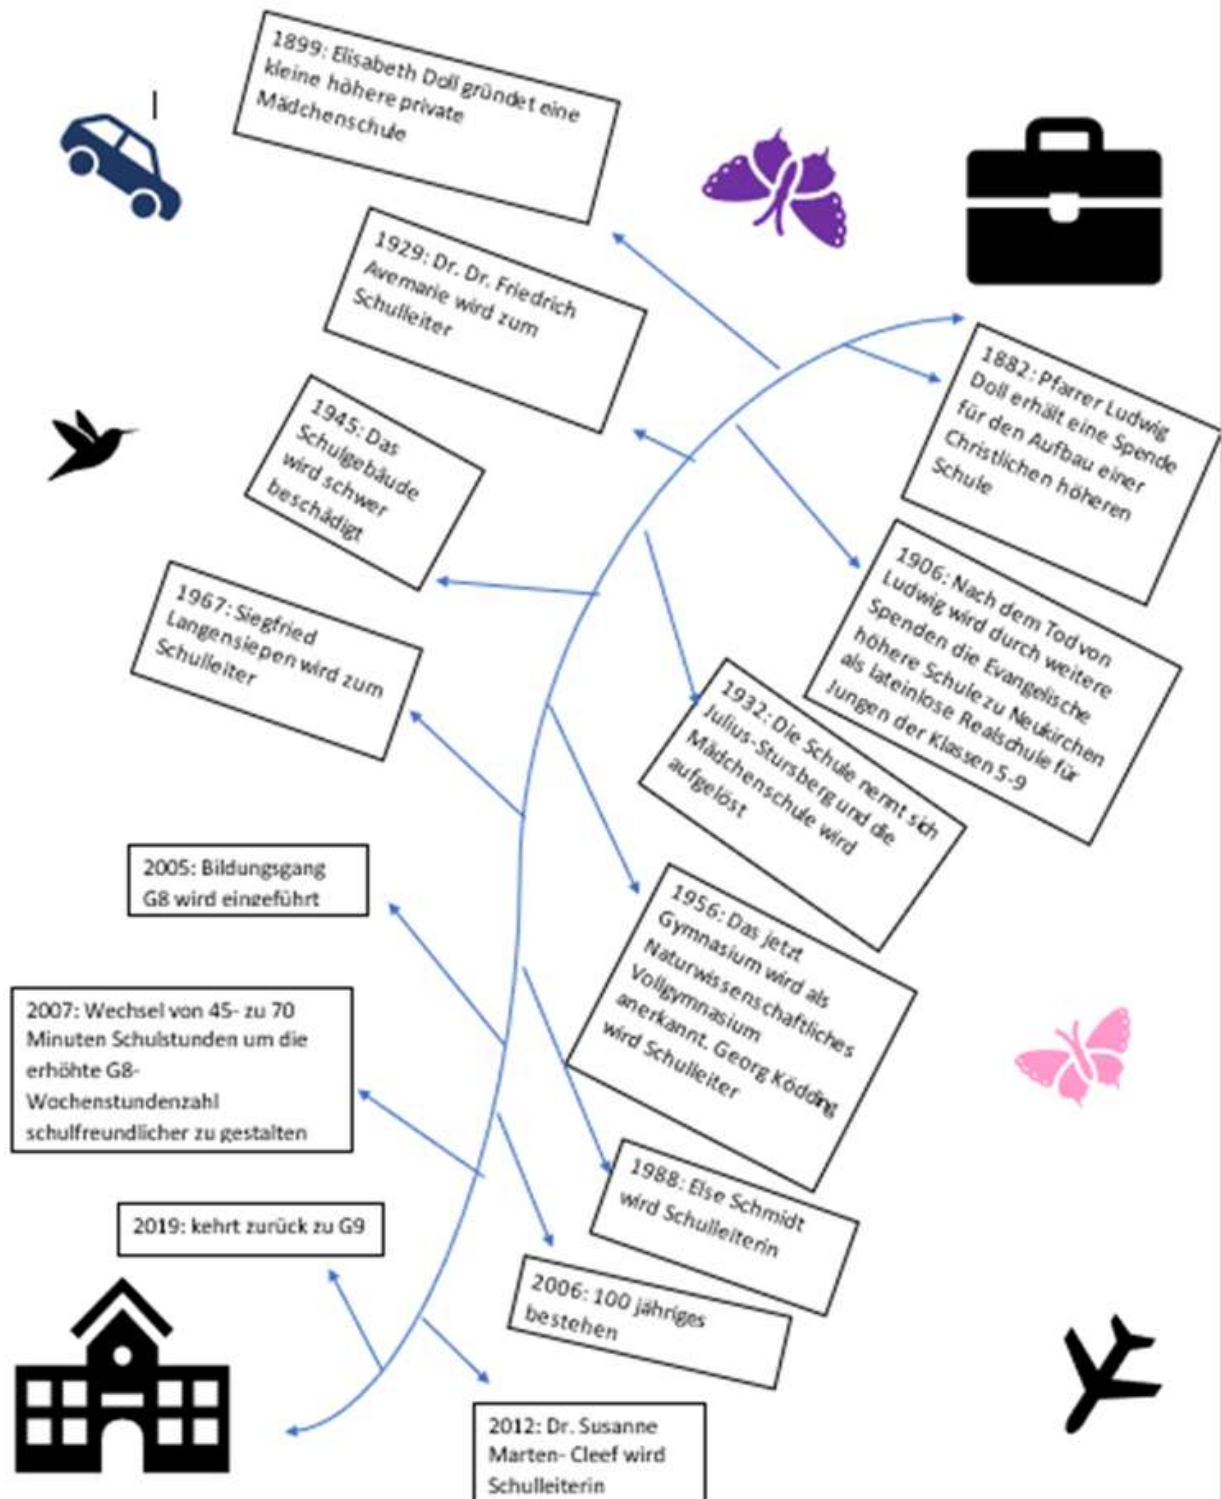 1899: Elisabeth Doll gründet eine
kleine höhere private
Mädchenschule
1929: Dr. Dr. Friedrich
Avemarie wird zum
Schulleiter
1945: Das
Schulgebäude
wird schwer
beschädigt
1967: Siegfried
Langensiepen wird zum
Schulleiter
2005: Bildungsgang
G8 wird eingeführt
2007: Wechsel von 45- zu 70
Minuten Schulstunden um die
erhöhte G8-
Wochenstundenzahl
schulfreundlicher zu gestalten
2019: kehrt zurück zu G9
1882: Pfarrer Ludwig
Doll erhält eine Spende
für den Aufbau einer
Christlichen höheren
Schule
1906: Nach dem Tod von
Ludwig wird durch weitere
Spenden die Evangelische
höhere Schule zu Neukirchen
als lateinlose Realschule für
Jungen der Klassen 5-9
1932: Die Schule nennt sich
Julius-Stursberg und die
Mädchenschule wird
aufgelöst
1956: Das jetzt
Gymnasium wird als
Naturwissenschaftliches
Vollgymnasium
anerkannt. Georg Ködding
wird Schulleiter
1988: Else Schmidt
wird Schulleiterin
2006: 100 jähriges
bestehen
2012: Dr. Susanne
Marten- Cleef wird
Schulleiterin